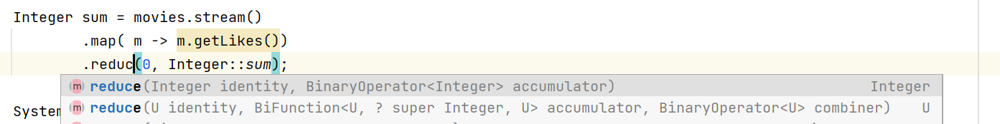 Integer sum = movies.stream()
.map( m -> m.getLikes())
.reduc(0, Integer::sum);
m reduce(Integer identity, BinaryOperator<Integer> accumulator) Integer
m reduce(U identity, BiFunction<U, ? super Integer, U> accumulator, BinaryOperator<U> combiner) U
System